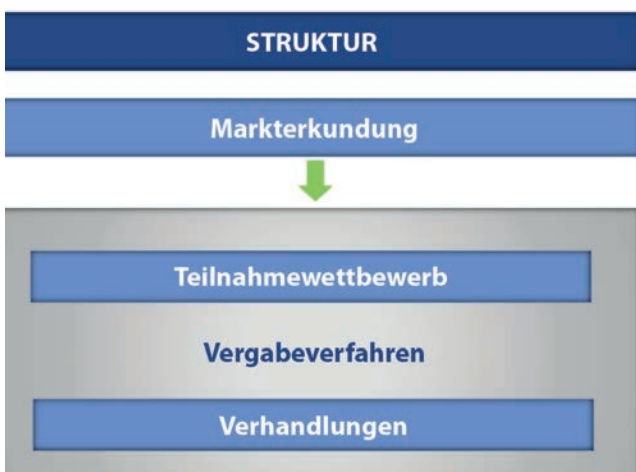 STRUKTUR
Markterkundung
Teilnahmewettbewerb
Vergabeverfahren
Verhandlungen